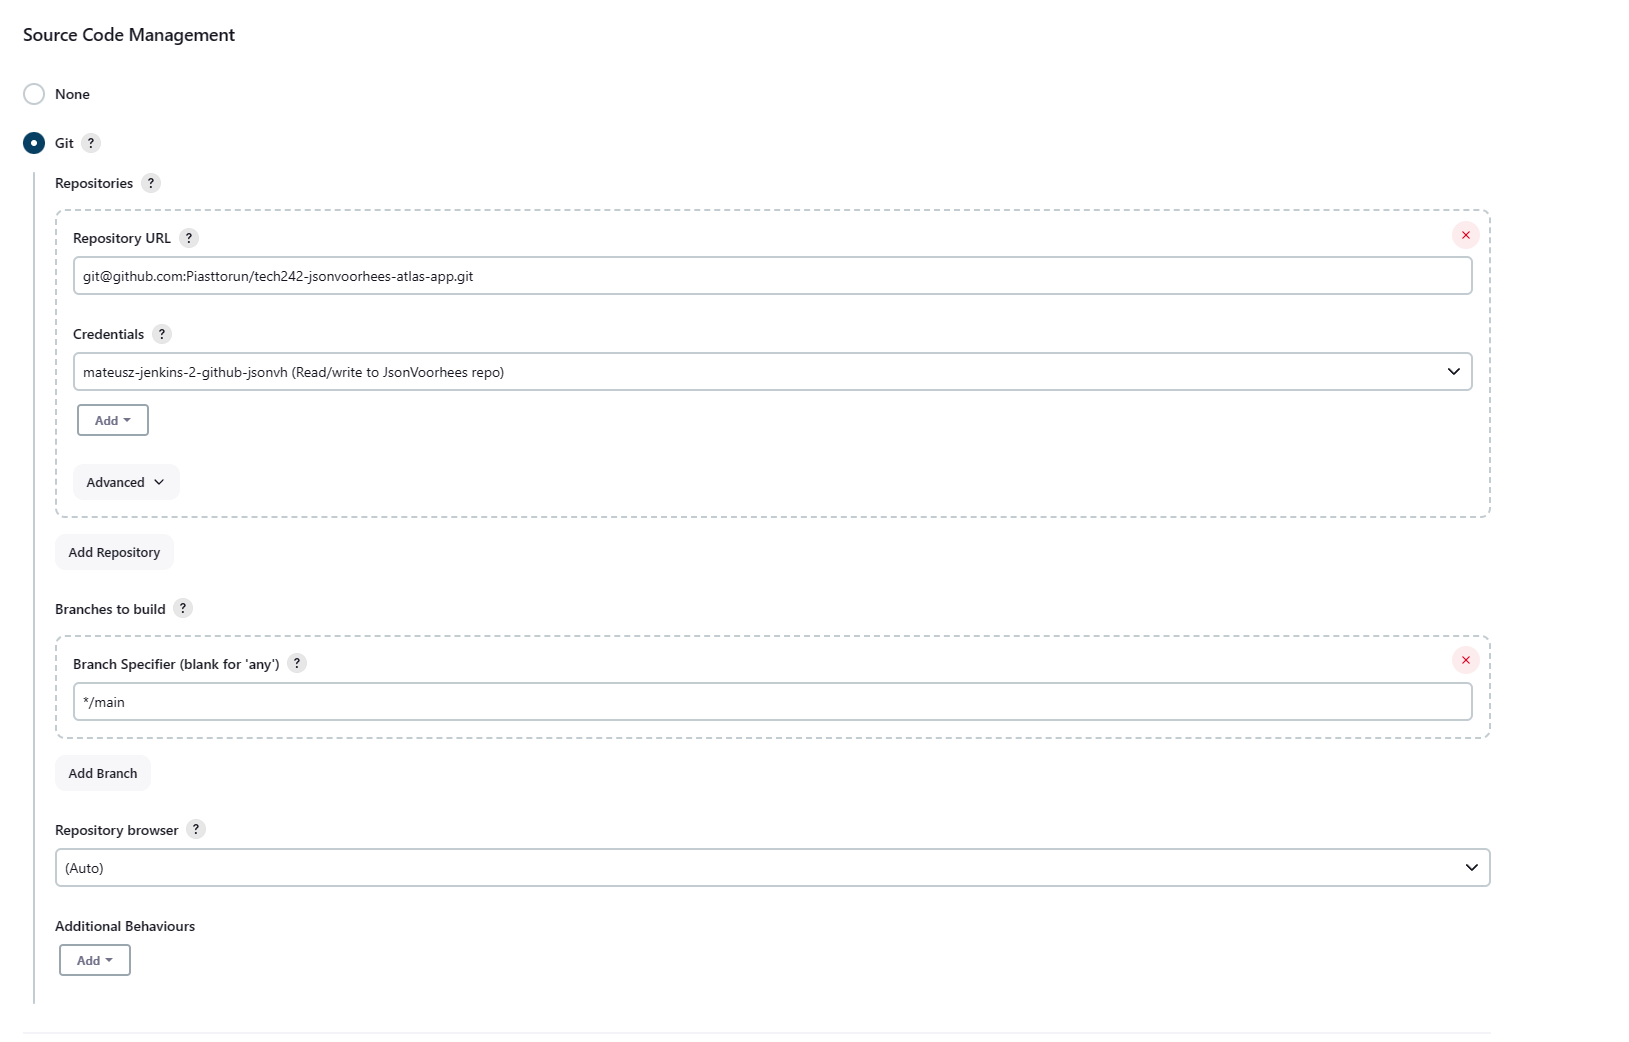 Source Code Management
None
Git ?
Repositories ?
Repository URL ?
git@github.com:Piasttorun/tech242-jsonvoorhees-atlas-app.git
Credentials ?
mateusz-jenkins-2-github-jsonvh (Read/write to JsonVoorhees repo)
Add
Advanced
Add Repository
Branches to build ?
Branch Specifier (blank for 'any') ?
*/main
Add Branch
Repository browser ?
(Auto)
Additional Behaviours
Add